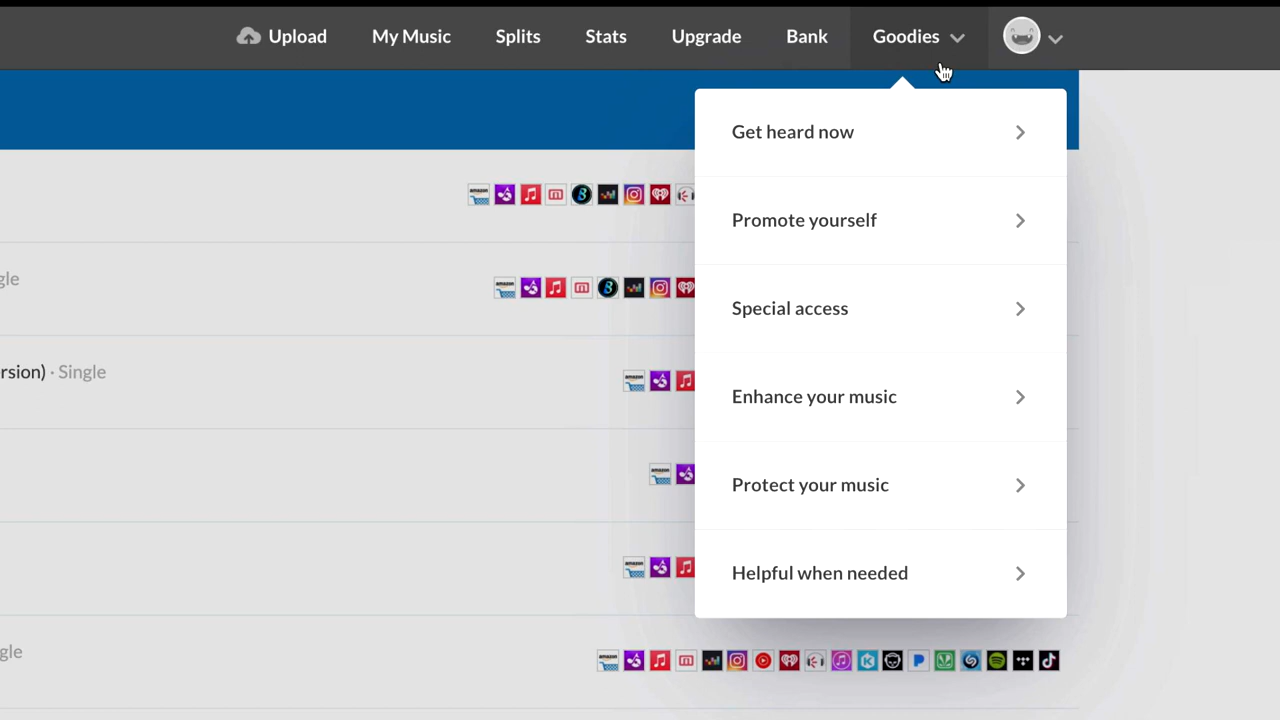 Upload My Music Splits Stats Upgrade Bank Goodies
Get heard now
Promote yourself
gle
Special access
rsion) · Single
Enhance your music
Protect your music
Helpful when needed
gle